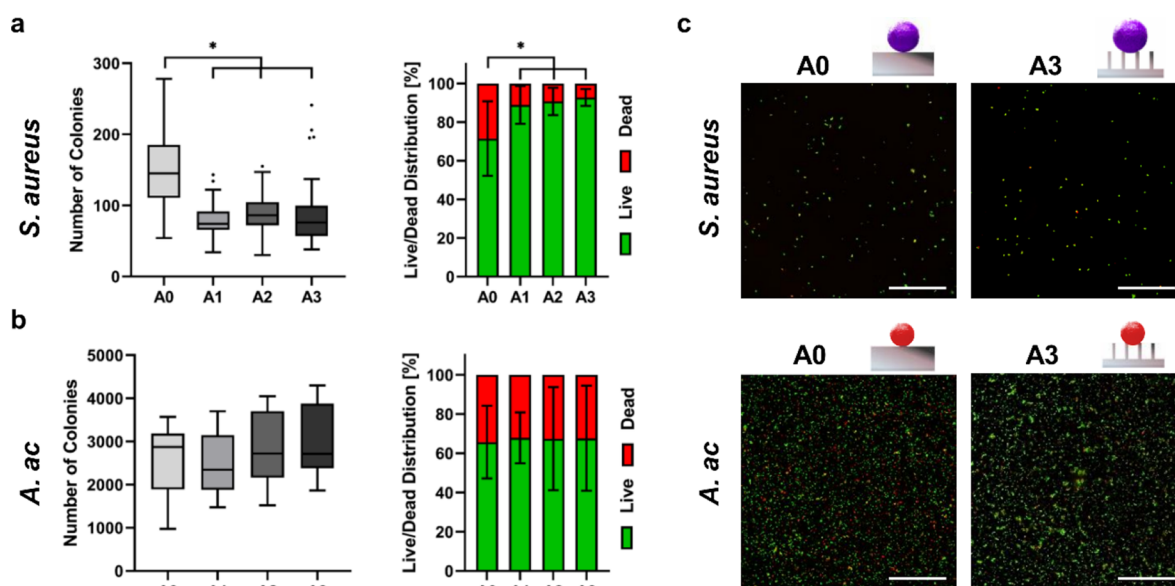 a
S. aureus
Number of Colonies
300
200
100
0
*
A0 A1 A2 A3
Live/Dead Distribution [%]
100
80
60
40
20
0
*
A0 A1 A2 A3
Live Dead
b
A. ac
Number of Colonies
5000
4000
3000
2000
1000
0
Live/Dead Distribution [%]
100
80
60
40
20
0
Live Dead
c
S. aureus
A0
A3
A. ac
A0
A3